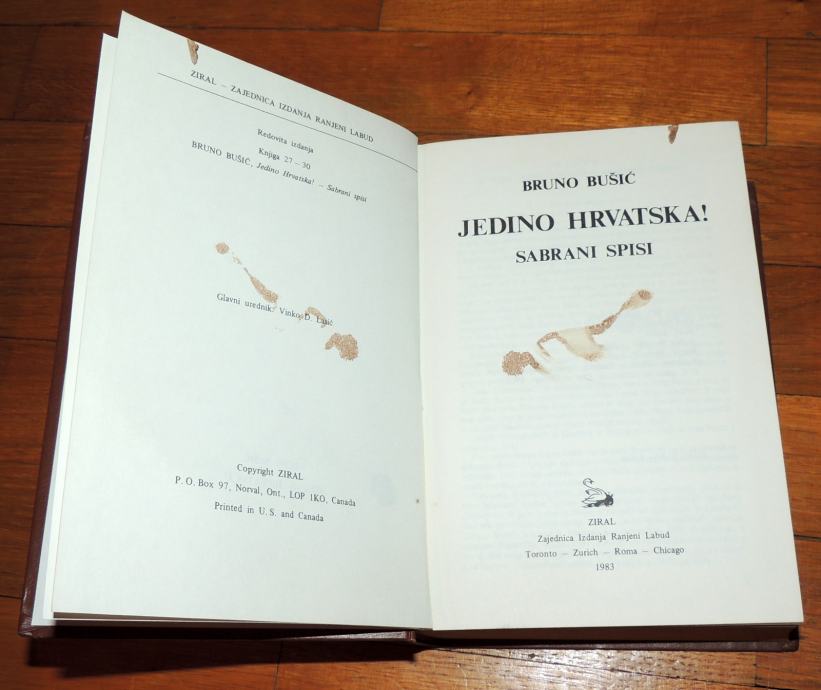 ZIRAL – ZAJEDNICA IZDANJA RANJENI LABUD
Redovita izdanja
Knjiga 27 – 30
BRUNO BUŠIĆ, Jedino Hrvatska! – Sabrani spisi
Glavni urednik: Vinko D. Lasić
Copyright ZIRAL
P. O. Box 97, Norval, Ont., LOP 1KO, Canada
Printed in U. S. and Canada
BRUNO BUŠIĆ
JEDINO HRVATSKA!
SABRANI SPISI
ZIRAL
Zajednica Izdanja Ranjeni Labud
Toronto – Zurich – Roma – Chicago
1983